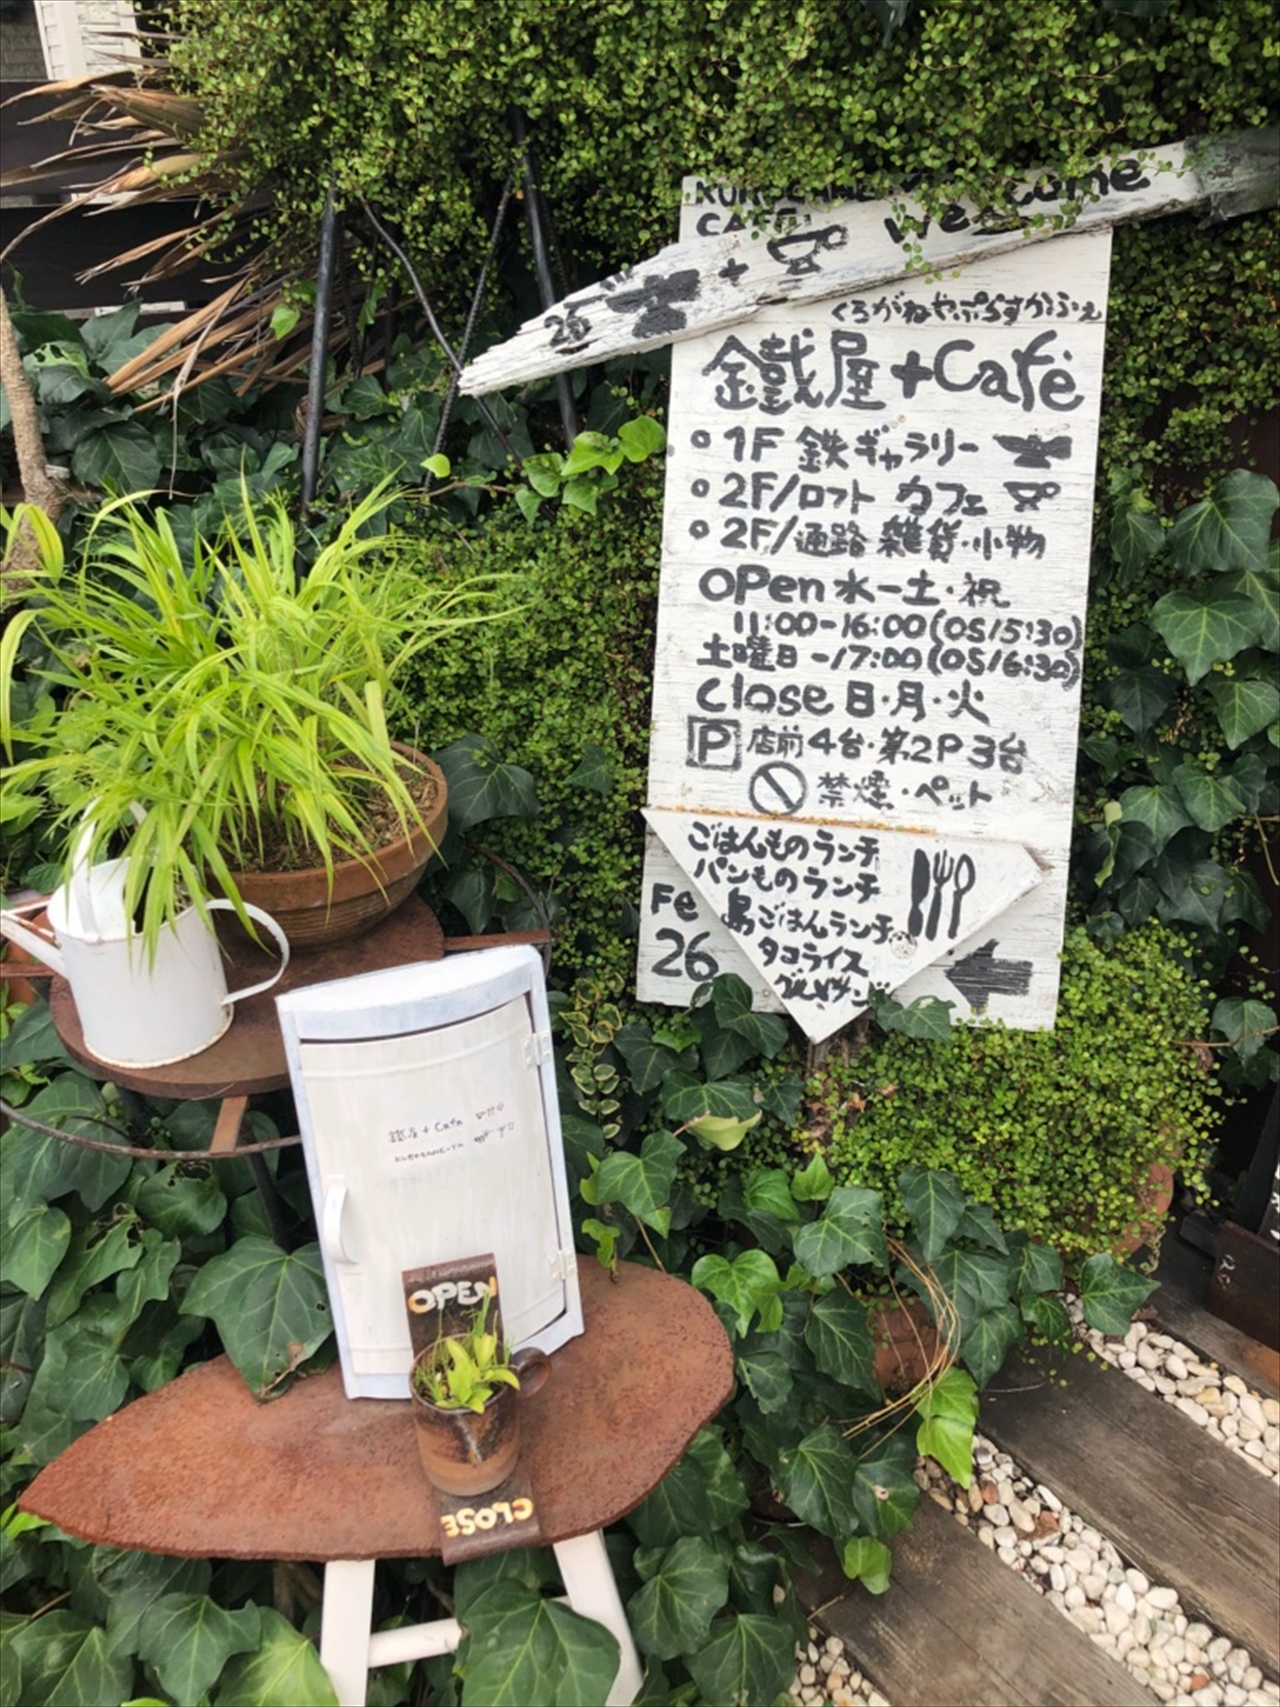 CAFE
welcome
26
+
くろがねやぷらすかふぇ
鐵屋+Café
1F 鉄ギャラリー
2F/ロフト カフェ
2F/通路 雑貨・小物
OPen 水ー土・祝
11:00-16:00(OS15:30)
土曜日-17:00(OS16:30)
Close 日・月・火
P 店前4台・第2P3台
禁煙・ペット
ごはんものランチ
パンものランチ
島ごはんランチ
タコライス
Fe
26
鐵屋+Cafe
OPEN
CLOSE